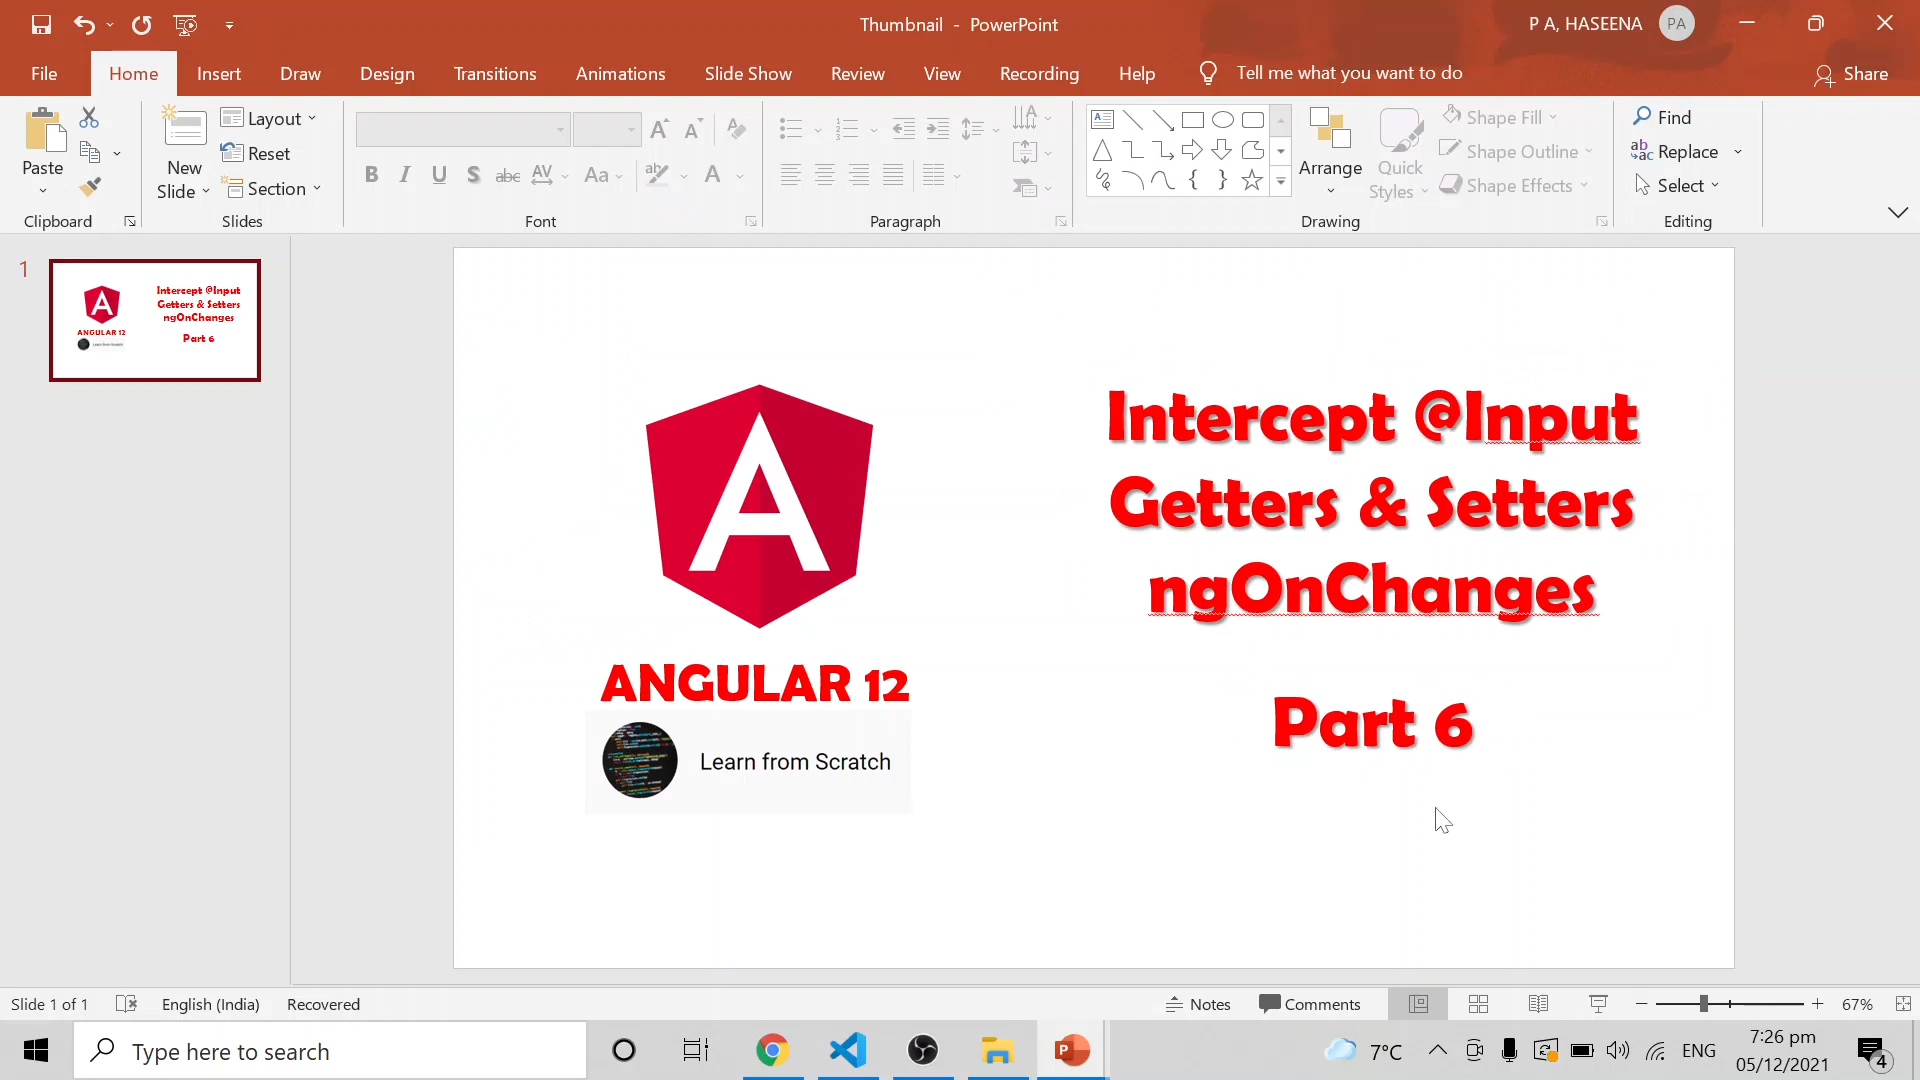 Thumbnail - PowerPoint
P A, HASEENA
PA
File
Home
Insert
Draw
Design
Transitions
Animations
Slide Show
Review
View
Recording
Help
Tell me what you want to do
Share
Paste
New
Slide
Layout
Reset
Section
Shape Fill
Shape Outline
Shape Effects
Arrange
Quick
Styles
Find
Replace
Select
Clipboard
Slides
Font
Paragraph
Drawing
Editing
1
Intercept @Input
Getters & Setters
ngOnChanges
Part 6
ANGULAR 12
Learn from Scratch
Intercept @Input
Getters & Setters
ngOnChanges
Part 6
ANGULAR 12
Learn from Scratch
Slide 1 of 1
English (India)
Recovered
Notes
Comments
67%
Type here to search
7°C
ENG
7:26 pm
05/12/2021
4